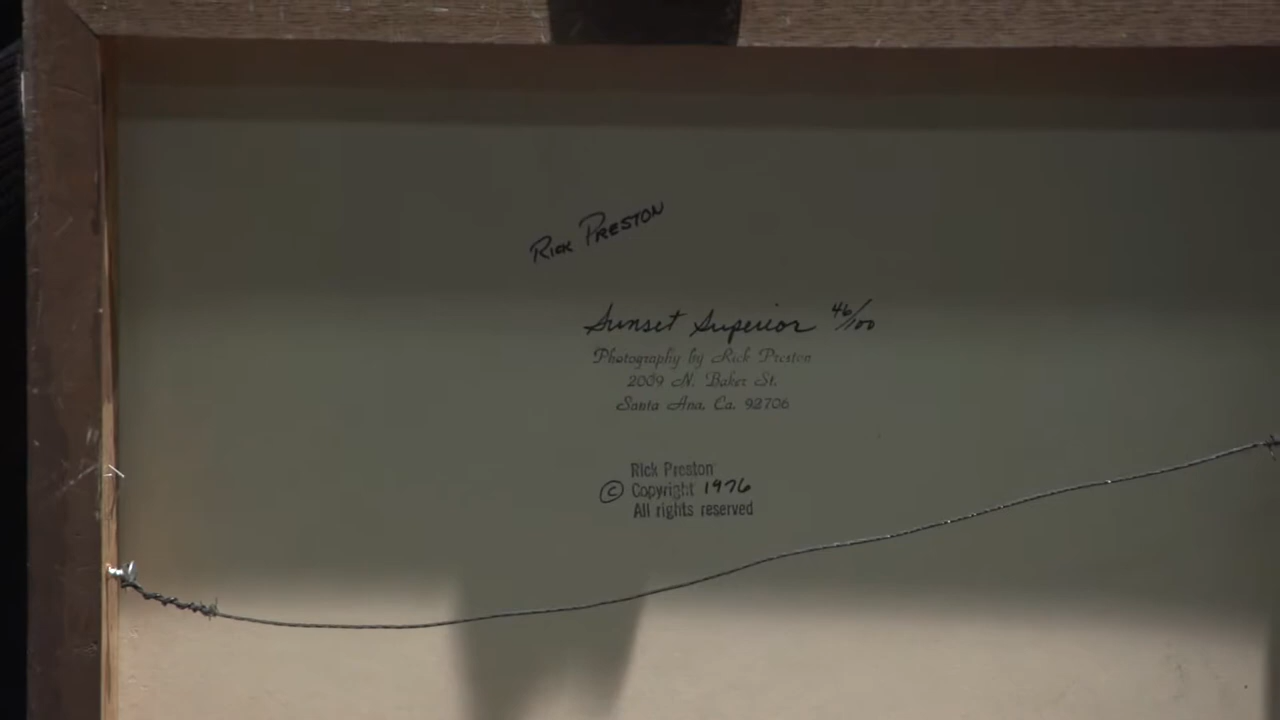 Rick Preston
Sunset Superior 46/100
Photography by Rick Preston
2009 N. Baker St.
Santa Ana, Ca. 92706
Rick Preston
© Copyright 1976
All rights reserved